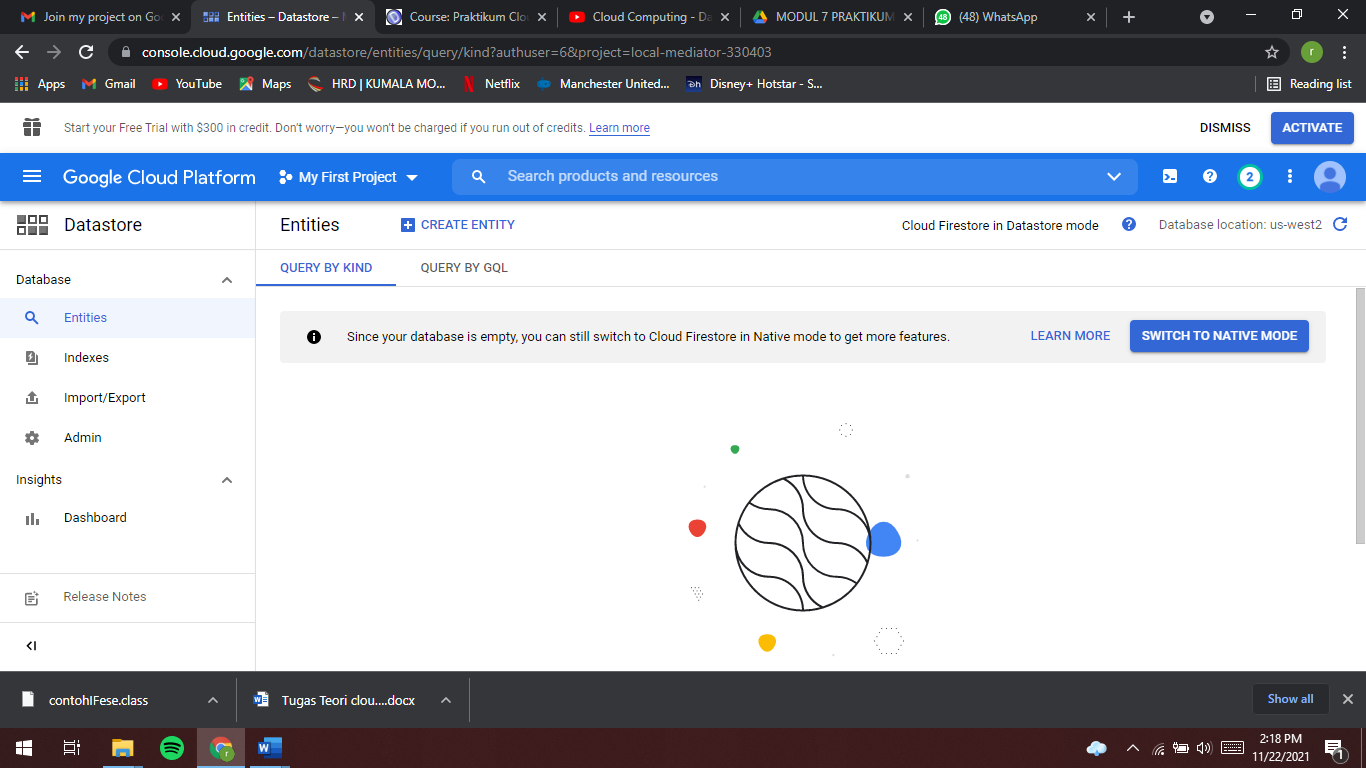 Join my project on Go
Entities – Datastore –
Course: Praktikum Clo
Cloud Computing - Da
MODUL 7 PRAKTIKUM
(48) WhatsApp
console.cloud.google.com/datastore/entities/query/kind?authuser=6&project=local-mediator-330403
r
Apps
Gmail
YouTube
Maps
HRD | KUMALA MO...
Netflix
Manchester United...
Disney+ Hotstar - S...
Reading list
Start your Free Trial with $300 in credit. Don't worry—you won't be charged if you run out of credits. Learn more
DISMISS
ACTIVATE
Google Cloud Platform
My First Project
Search products and resources
2
Datastore
Entities
CREATE ENTITY
Cloud Firestore in Datastore mode
Database location: us-west2
QUERY BY KIND
QUERY BY GQL
Database
Entities
Indexes
Import/Export
Admin
Insights
Dashboard
Release Notes
Since your database is empty, you can still switch to Cloud Firestore in Native mode to get more features.
LEARN MORE
SWITCH TO NATIVE MODE
contohIFese.class
Tugas Teori clou....docx
Show all
2:18 PM
11/22/2021
1